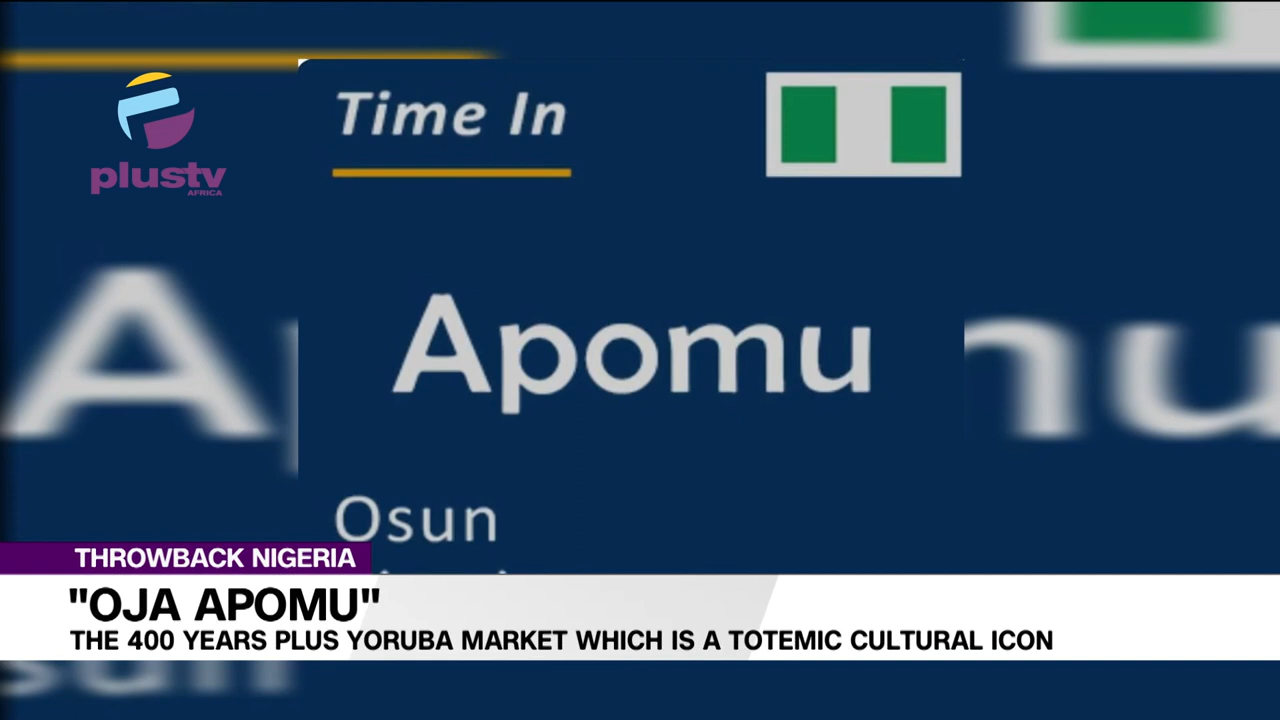 plustv
AFRICA
Time In
Apomu
Osun
THROWBACK NIGERIA
"OJA APOMU"
THE 400 YEARS PLUS YORUBA MARKET WHICH IS A TOTEMIC CULTURAL ICON